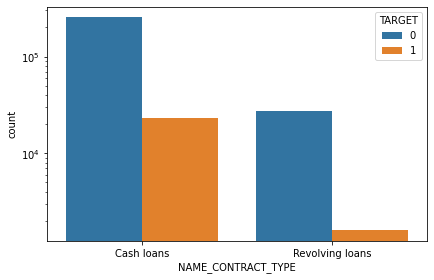 TARGET
0
1
10^5
10^4
count
Cash loans
Revolving loans
NAME_CONTRACT_TYPE